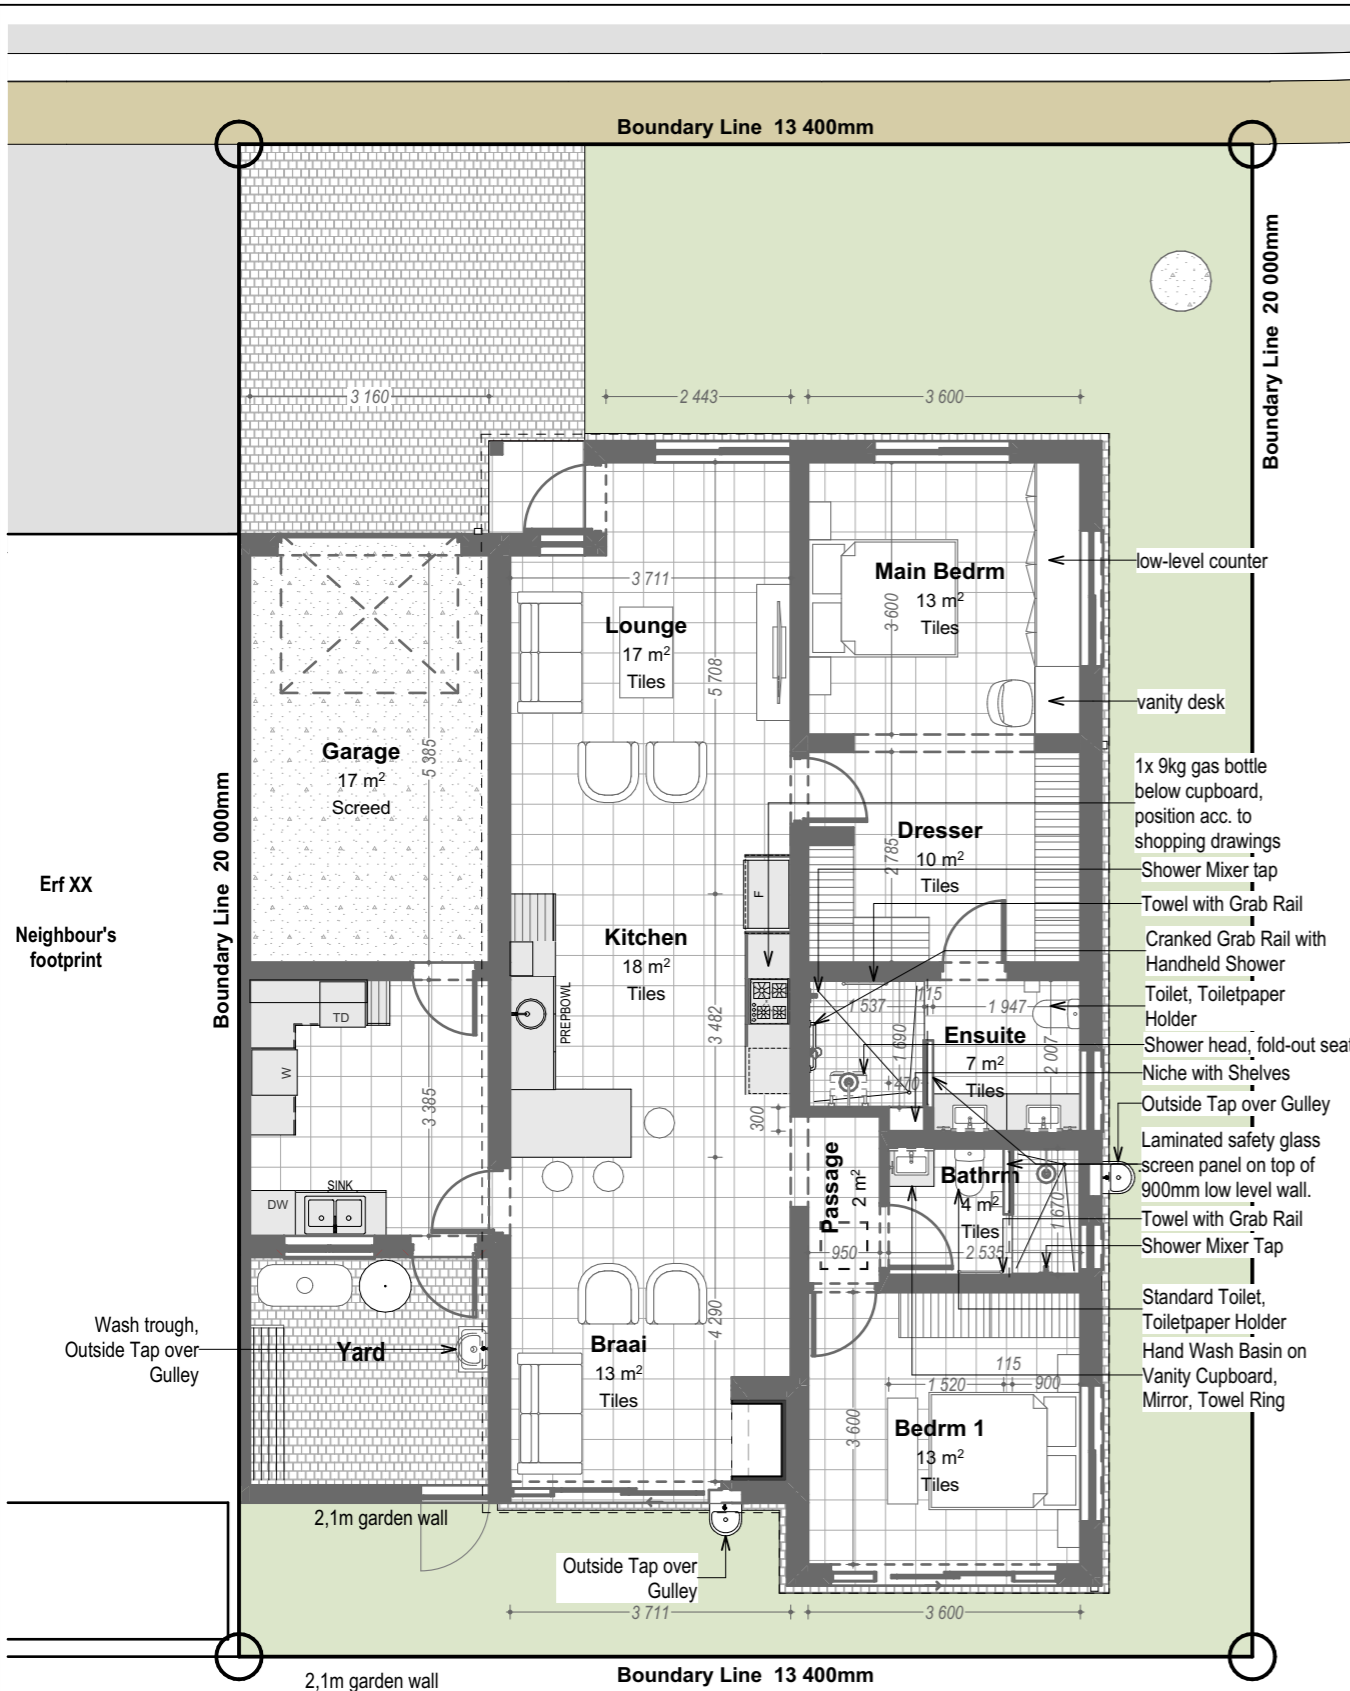 Boundary Line 13 400mm
Boundary Line 20 000mm
3 160
2 443
3 600
low-level counter
Main Bedrm
13 m²
Tiles
3 600
3 711
Lounge
17 m²
Tiles
5 708
vanity desk
Garage
17 m²
Screed
5 385
1x 9kg gas bottle
below cupboard,
position acc. to
shopping drawings
Boundary Line 20 000mm
Erf XX
Neighbour's
footprint
Dresser
10 m²
Tiles
2 785
Shower Mixer tap
Towel with Grab Rail
F
Kitchen
18 m²
Tiles
Cranked Grab Rail with
Handheld Shower
Toilet, Toiletpaper
Holder
TD
PREPBOWL
3 482
1 537
115
1 947
Ensuite
7 m²
Tiles
1 690
2 007
470
Shower head, fold-out seat
W
Niche with Shelves
3 385
300
Outside Tap over Gulley
Laminated safety glass
screen panel on top of
900mm low level wall.
Passage
2 m²
Bathrm
4 m²
Tiles
1 670
SINK
DW
950
2 535
Towel with Grab Rail
Shower Mixer Tap
Standard Toilet,
Toiletpaper Holder
Wash trough,
Outside Tap over
Gulley
Yard
Braai
13 m²
Tiles
4 290
Hand Wash Basin on
Vanity Cupboard,
Mirror, Towel Ring
115
1 520
900
Bedrm 1
13 m²
Tiles
3 600
2,1m garden wall
Outside Tap over
Gulley
3 711
3 600
2,1m garden wall
Boundary Line 13 400mm